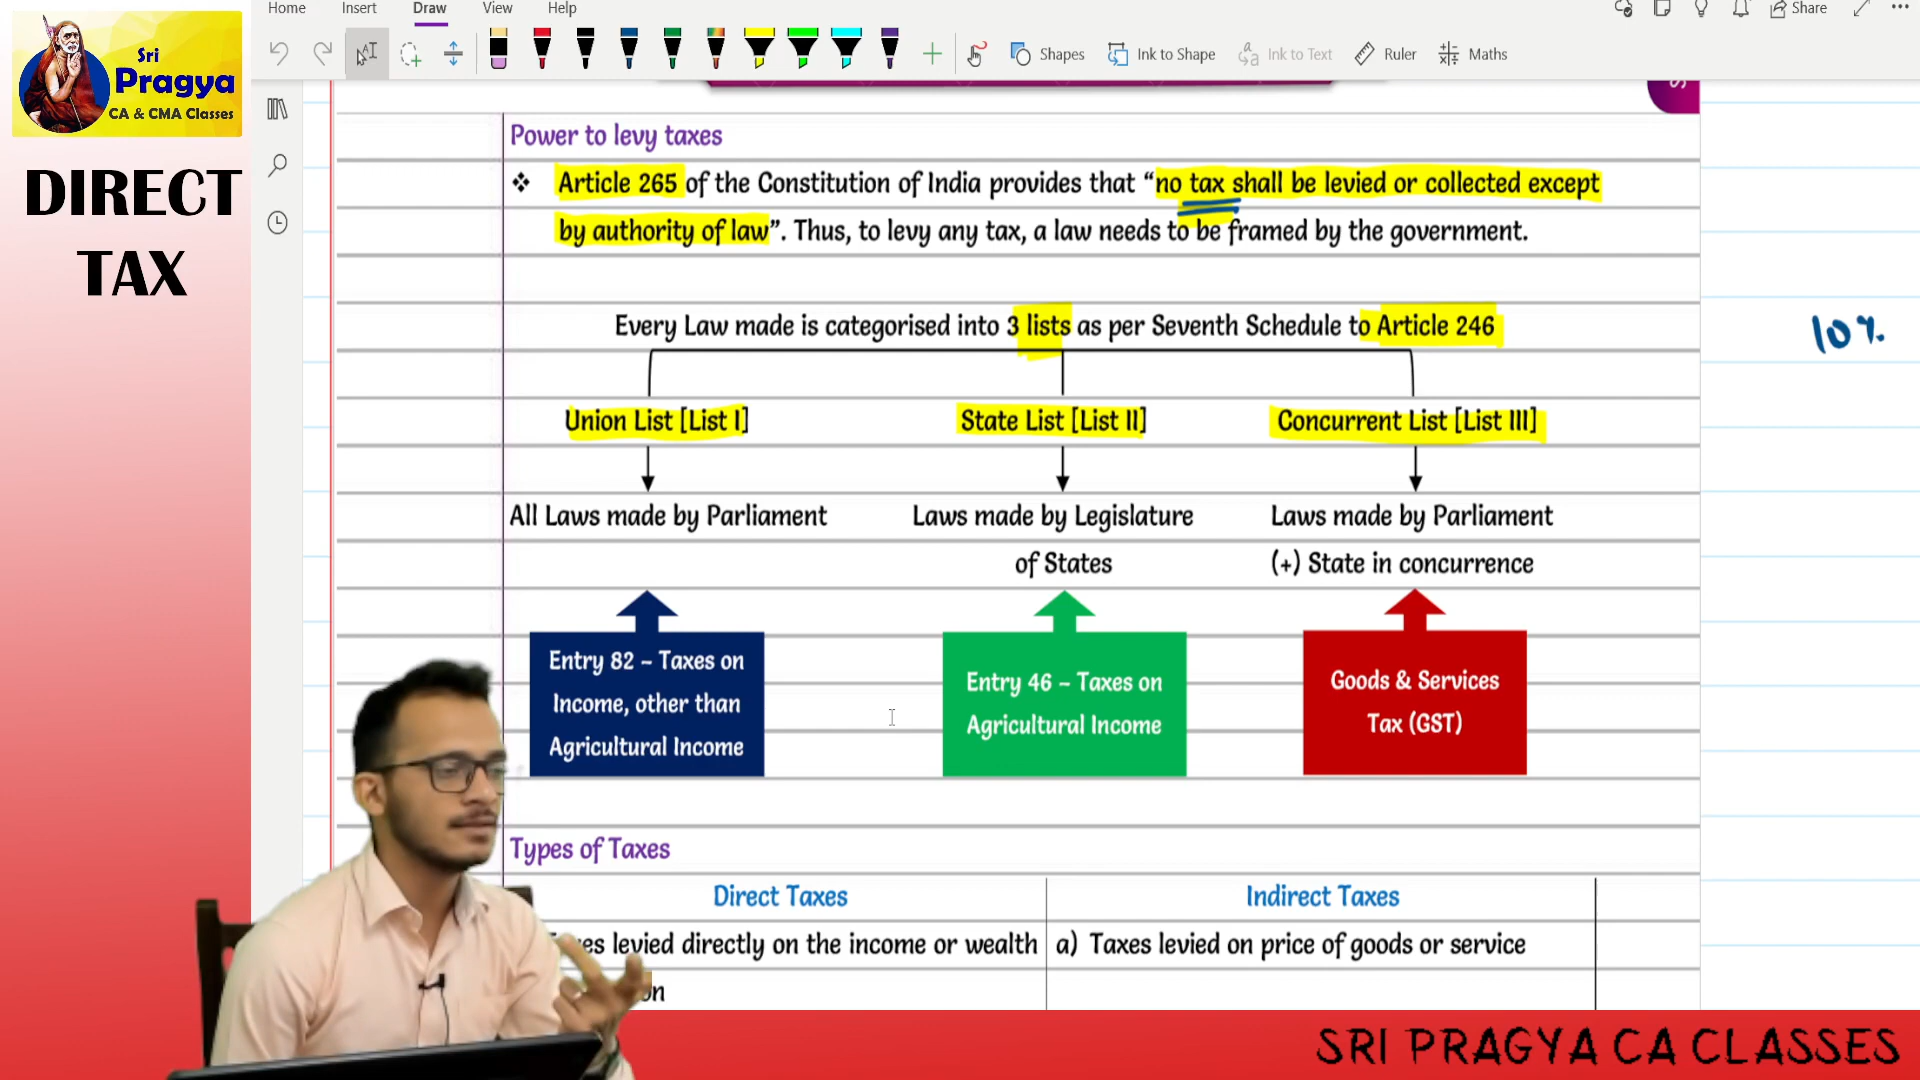 Home Insert Draw View Help
Share
Shapes Ink to Shape Ink to Text Ruler Maths
Sri
Pragya
CA & CMA Classes
DIRECT
TAX
Power to levy taxes
❖ Article 265 of the Constitution of India provides that “no tax shall be levied or collected except
by authority of law”. Thus, to levy any tax, a law needs to be framed by the government.
Every Law made is categorised into 3 lists as per Seventh Schedule to Article 246
10%
Union List [List I] State List [List II] Concurrent List [List III]
All Laws made by Parliament Laws made by Legislature Laws made by Parliament
of States (+) State in concurrence
Entry 82 – Taxes on
Income, other than
Agricultural Income
Entry 46 – Taxes on
Agricultural Income
Goods & Services
Tax (GST)
Types of Taxes
Direct Taxes Indirect Taxes
levied directly on the income or wealth a) Taxes levied on price of goods or service
SRI PRAGYA CA CLASSES